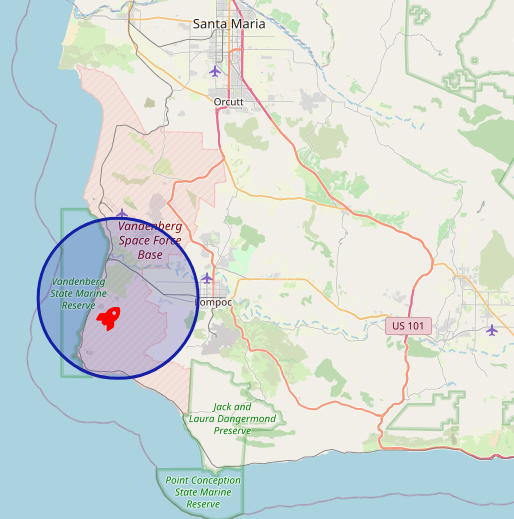 Santa Maria
Orcutt
Vandenberg
Space Force
Base
Vandenberg
State Marine
Reserve
Lompoc
US 101
Jack and
Laura Dangermond
Preserve
Point Conception
State Marine
Reserve